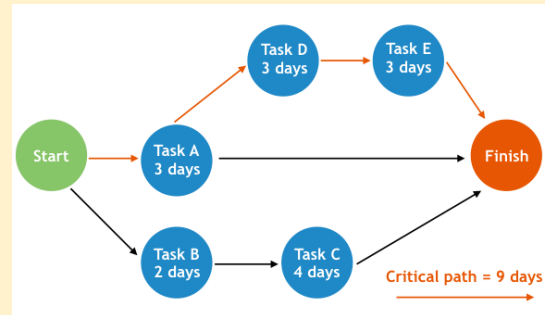 Task D
3 days
Task E
3 days
Start
Task A
3 days
Finish
Task B
2 days
Task C
4 days
Critical path = 9 days